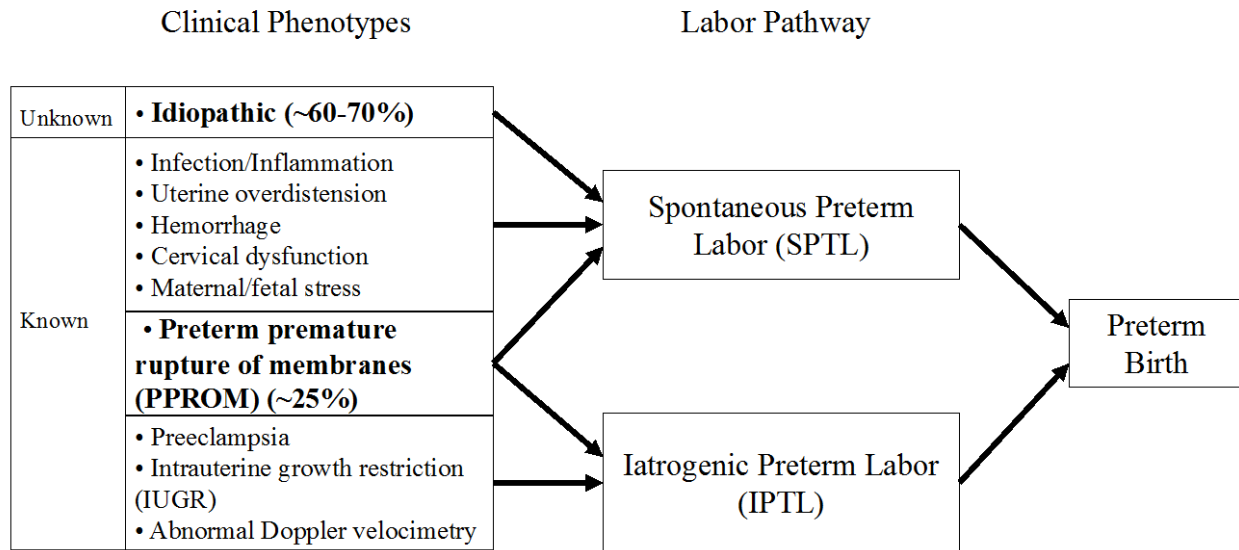 Clinical Phenotypes
Labor Pathway
Unknown
• Idiopathic (~60-70%)
Known
• Infection/Inflammation
• Uterine overdistension
• Hemorrhage
• Cervical dysfunction
• Maternal/fetal stress
• Preterm premature
rupture of membranes
(PPROM) (~25%)
• Preeclampsia
• Intrauterine growth restriction
(IUGR)
• Abnormal Doppler velocimetry
Spontaneous Preterm
Labor (SPTL)
Iatrogenic Preterm Labor
(IPTL)
Preterm
Birth